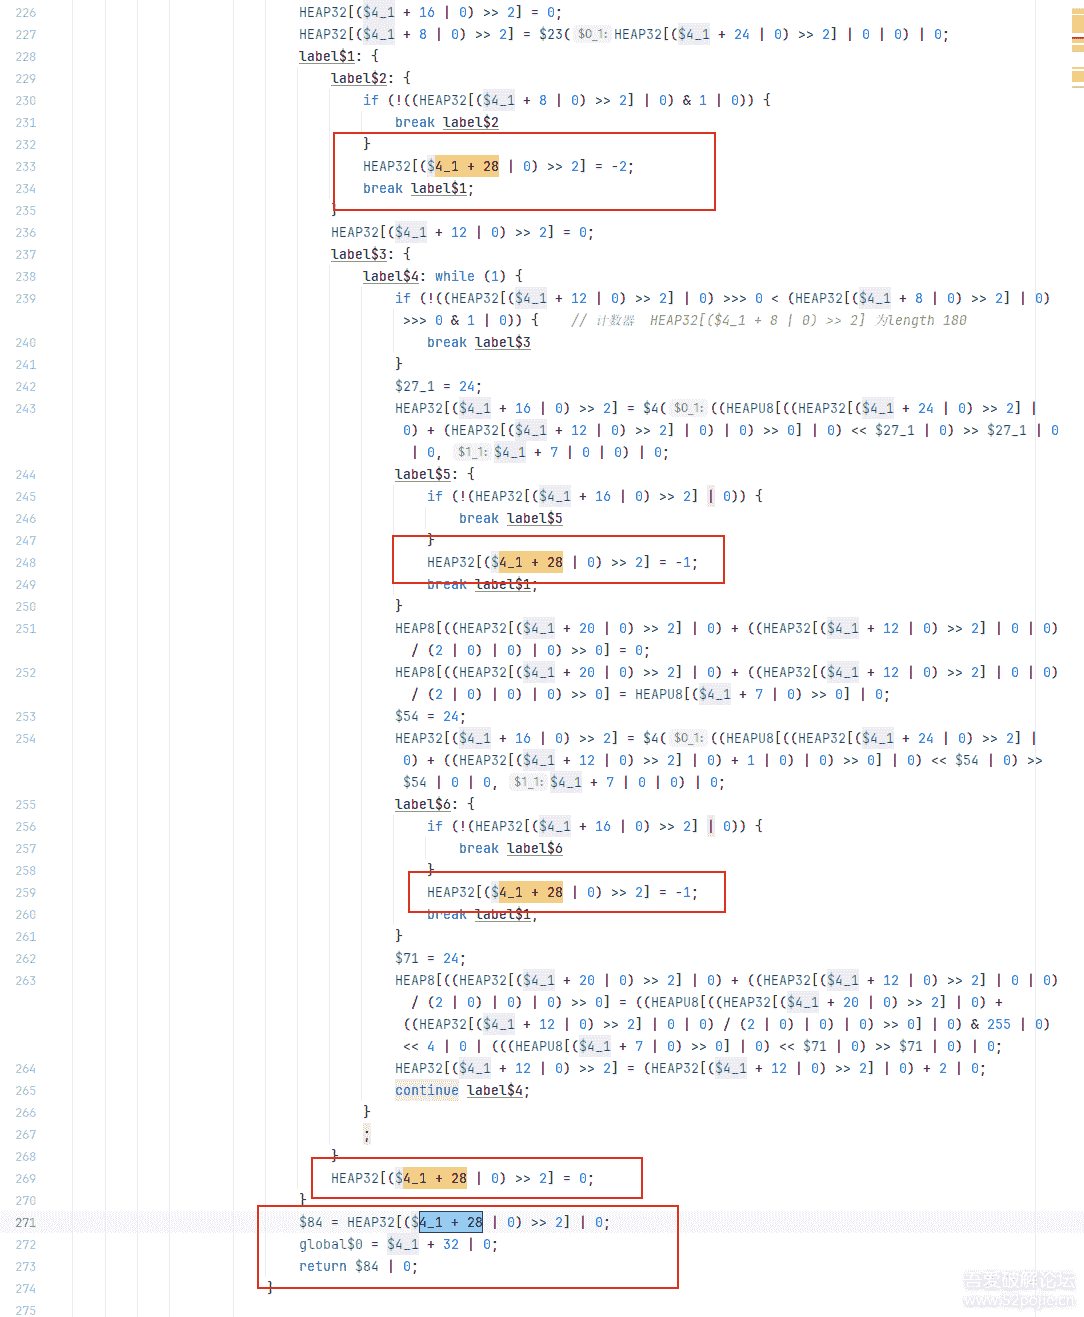 226 HEAP32[($4_1 + 16 | 0) >> 2] = 0;
227 HEAP32[($4_1 + 8 | 0) >> 2] = $23( $0_1: HEAP32[($4_1 + 24 | 0) >> 2] | 0 | 0) | 0;
228 label$1: {
229 label$2: {
230 if (!((HEAP32[($4_1 + 8 | 0) >> 2] | 0) & 1 | 0)) {
231 break label$2
232 }
233 HEAP32[($4_1 + 28 | 0) >> 2] = -2;
234 break label$1;
235 }
236 HEAP32[($4_1 + 12 | 0) >> 2] = 0;
237 label$3: {
238 label$4: while (1) {
239 if (!((HEAP32[($4_1 + 12 | 0) >> 2] | 0) >>> 0 < (HEAP32[($4_1 + 8 | 0) >> 2] | 0)
>>> 0 & 1 | 0)) { // 计数器 HEAP32[($4_1 + 8 | 0) >> 2] 为length 180
240 break label$3
241 }
242 $27_1 = 24;
243 HEAP32[($4_1 + 16 | 0) >> 2] = $4( $0_1: ((HEAPU8[((HEAP32[($4_1 + 24 | 0) >> 2] |
0) + (HEAP32[($4_1 + 12 | 0) >> 2] | 0) | 0) >> 0] | 0) << $27_1 | 0) >> $27_1 | 0
| 0, $1_1: $4_1 + 7 | 0 | 0) | 0;
244 label$5: {
245 if (!(HEAP32[($4_1 + 16 | 0) >> 2] | 0)) {
246 break label$5
247 }
248 HEAP32[($4_1 + 28 | 0) >> 2] = -1;
249 break label$1;
250 }
251 HEAP8[((HEAP32[($4_1 + 20 | 0) >> 2] | 0) + ((HEAP32[($4_1 + 12 | 0) >> 2] | 0 | 0)
/ (2 | 0) | 0) | 0) >> 0] = 0;
252 HEAP8[((HEAP32[($4_1 + 20 | 0) >> 2] | 0) + ((HEAP32[($4_1 + 12 | 0) >> 2] | 0 | 0)
/ (2 | 0) | 0) | 0) >> 0] = HEAPU8[($4_1 + 7 | 0) >> 0] | 0;
253 $54 = 24;
254 HEAP32[($4_1 + 16 | 0) >> 2] = $4( $0_1: ((HEAPU8[((HEAP32[($4_1 + 24 | 0) >> 2] |
0) + ((HEAP32[($4_1 + 12 | 0) >> 2] | 0) + 1 | 0) | 0) >> 0] | 0) << $54 | 0) >>
$54 | 0 | 0, $1_1: $4_1 + 7 | 0 | 0) | 0;
255 label$6: {
256 if (!(HEAP32[($4_1 + 16 | 0) >> 2] | 0)) {
257 break label$6
258 }
259 HEAP32[($4_1 + 28 | 0) >> 2] = -1;
260 break label$1;
261 }
262 $71 = 24;
263 HEAP8[((HEAP32[($4_1 + 20 | 0) >> 2] | 0) + ((HEAP32[($4_1 + 12 | 0) >> 2] | 0 | 0)
/ (2 | 0) | 0) | 0) >> 0] = ((HEAPU8[((HEAP32[($4_1 + 20 | 0) >> 2] | 0) +
((HEAP32[($4_1 + 12 | 0) >> 2] | 0 | 0) / (2 | 0) | 0) | 0) >> 0] | 0) & 255 | 0)
<< 4 | 0 | (((HEAPU8[($4_1 + 7 | 0) >> 0] | 0) << $71 | 0) >> $71 | 0) | 0;
264 HEAP32[($4_1 + 12 | 0) >> 2] = (HEAP32[($4_1 + 12 | 0) >> 2] | 0) + 2 | 0;
265 continue label$4;
266 }
267 ;
268 }
269 HEAP32[($4_1 + 28 | 0) >> 2] = 0;
270 }
271 $84 = HEAP32[($4_1 + 28 | 0) >> 2] | 0;
272 global$0 = $4_1 + 32 | 0;
273 return $84 | 0;
274 }
275
吾爱破解论坛
www.52pojie.cn